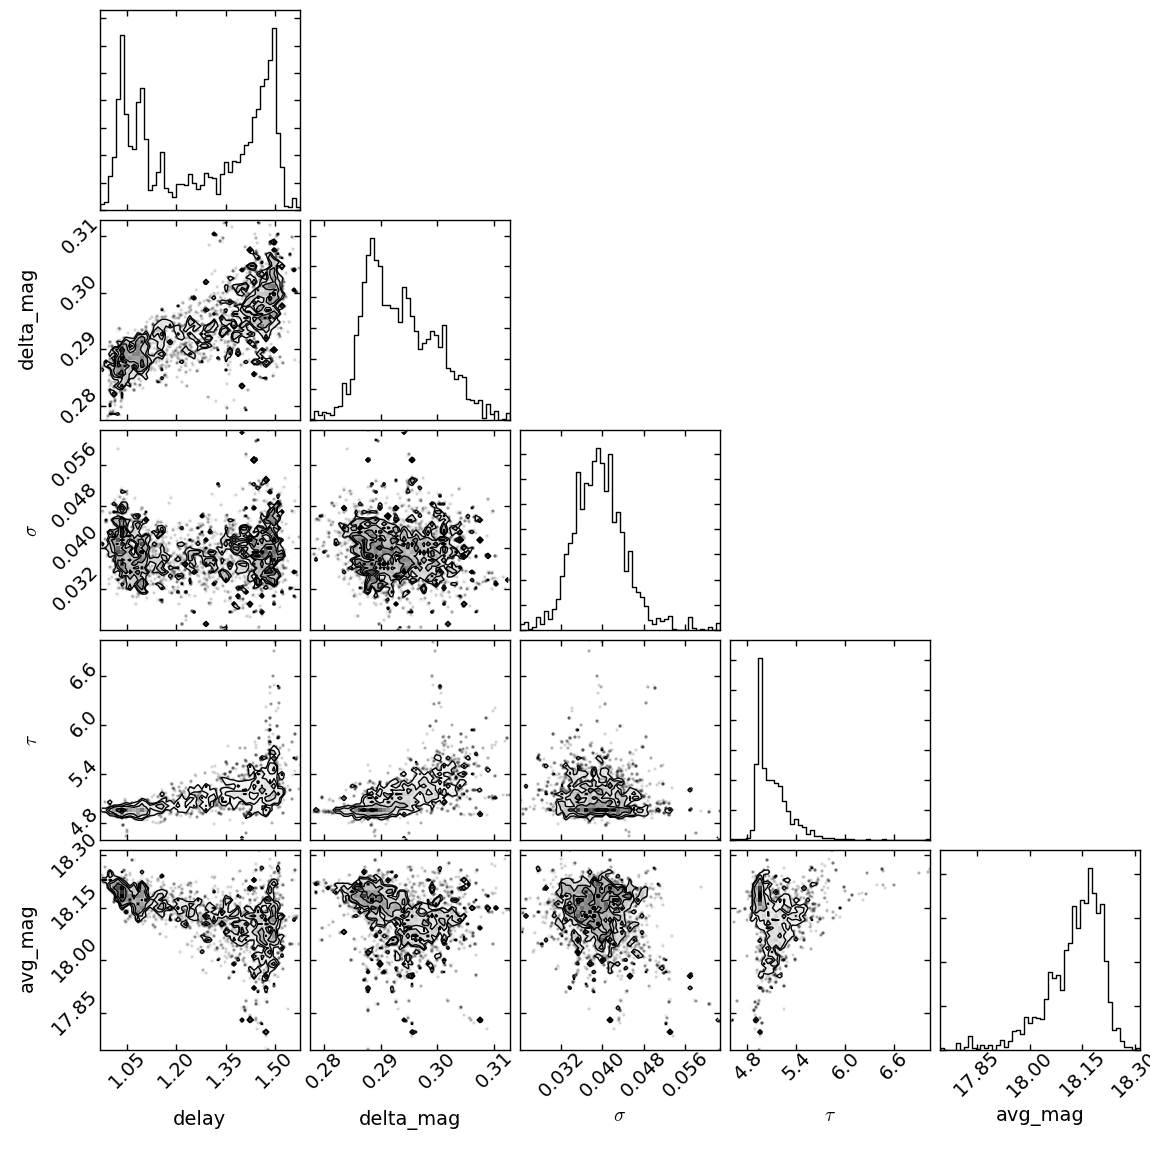 0.31
0.30
0.29
0.28
delta_mag
0.056
0.048
0.040
0.032
σ
6.6
6.0
5.4
4.8
τ
18.30
18.15
18.00
17.85
avg_mag
1.05 1.20 1.35 1.50
0.28 0.29 0.30 0.31
0.032 0.040 0.048 0.056
4.8 5.4 6.0 6.6
17.85 18.00 18.15 18.30
delay delta_mag σ τ avg_mag